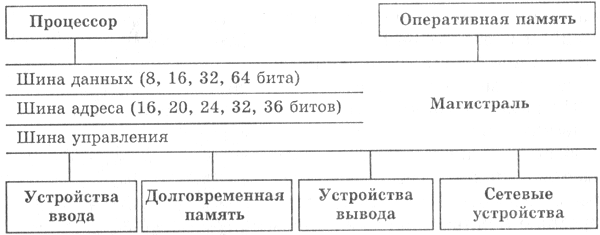 Процессор
Оперативная память
Шина данных (8, 16, 32, 64 бита)
Шина адреса (16, 20, 24, 32, 36 битов)
Магистраль
Шина управления
Устройства
ввода
Долговременная
память
Устройства
вывода
Сетевые
устройства